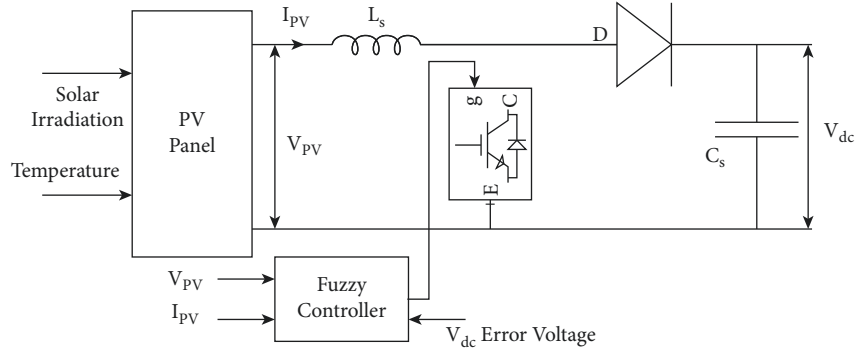 I_PV
L_s
D
Solar
Irradiation
PV
Panel
g
C
V_PV
C_s
V_dc
Temperature
E
V_PV
Fuzzy
Controller
I_PV
V_dc Error Voltage